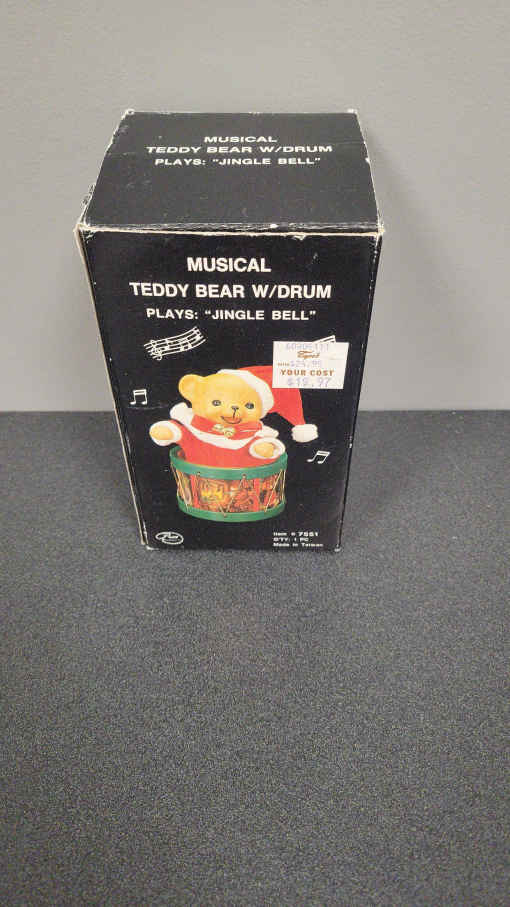 MUSICAL
TEDDY BEAR W/DRUM
PLAYS: "JINGLE BELL"
MUSICAL
TEDDY BEAR W/DRUM
PLAYS: "JINGLE BELL"
YOUR COST
$19.97
Item # 7551
Q'TY: 1 PC
Made in Taiwan